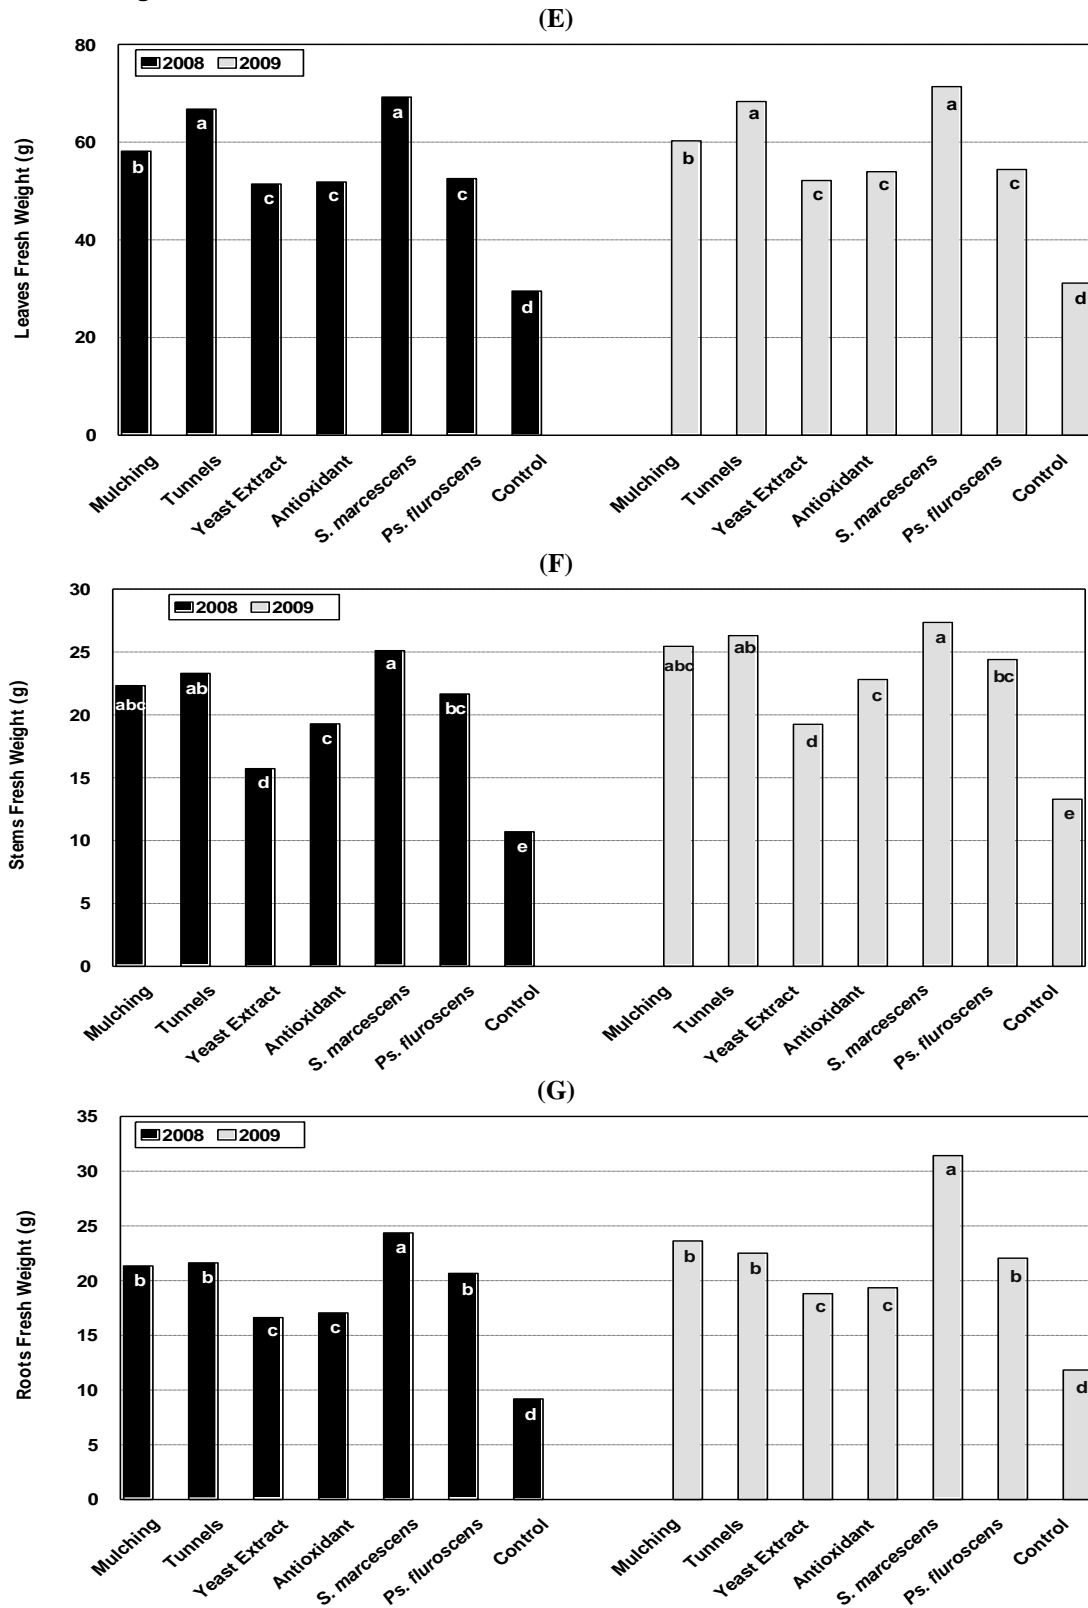 (E)
Leaves Fresh Weight (g)
80
60
40
20
0
2008 2009
b a c c a c d
b a c c a c d
Mulching Tunnels Yeast Extract Antioxidant S. marcescens Ps. fluroscens Control
Mulching Tunnels Yeast Extract Antioxidant S. marcescens Ps. fluroscens Control
(F)
Stems Fresh Weight (g)
30
25
20
15
10
5
0
2008 2009
abc ab d c a bc e
abc ab d c a bc e
Mulching Tunnels Yeast Extract Antioxidant S. marcescens Ps. fluroscens Control
Mulching Tunnels Yeast Extract Antioxidant S. marcescens Ps. fluroscens Control
(G)
Roots Fresh Weight (g)
35
30
25
20
15
10
5
0
2008 2009
b b c c a b d
b b c c a b d
Mulching Tunnels Yeast Extract Antioxidant S. marcescens Ps. fluroscens Control
Mulching Tunnels Yeast Extract Antioxidant S. marcescens Ps. fluroscens Control